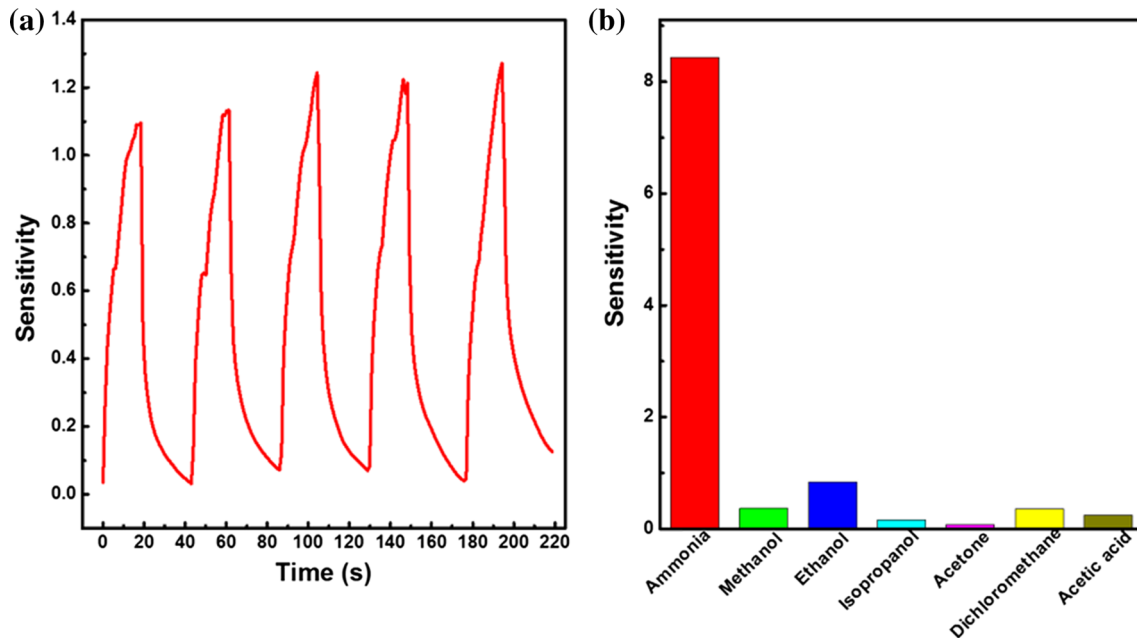 (a)
1.4
1.2
1.0
0.8
0.6
0.4
0.2
0.0
Sensitivity
0 20 40 60 80 100 120 140 160 180 200 220
Time (s)
(b)
8
6
4
2
0
Sensitivity
Ammonia
Methanol
Ethanol
Isopropanol
Acetone
Dichloromethane
Acetic acid